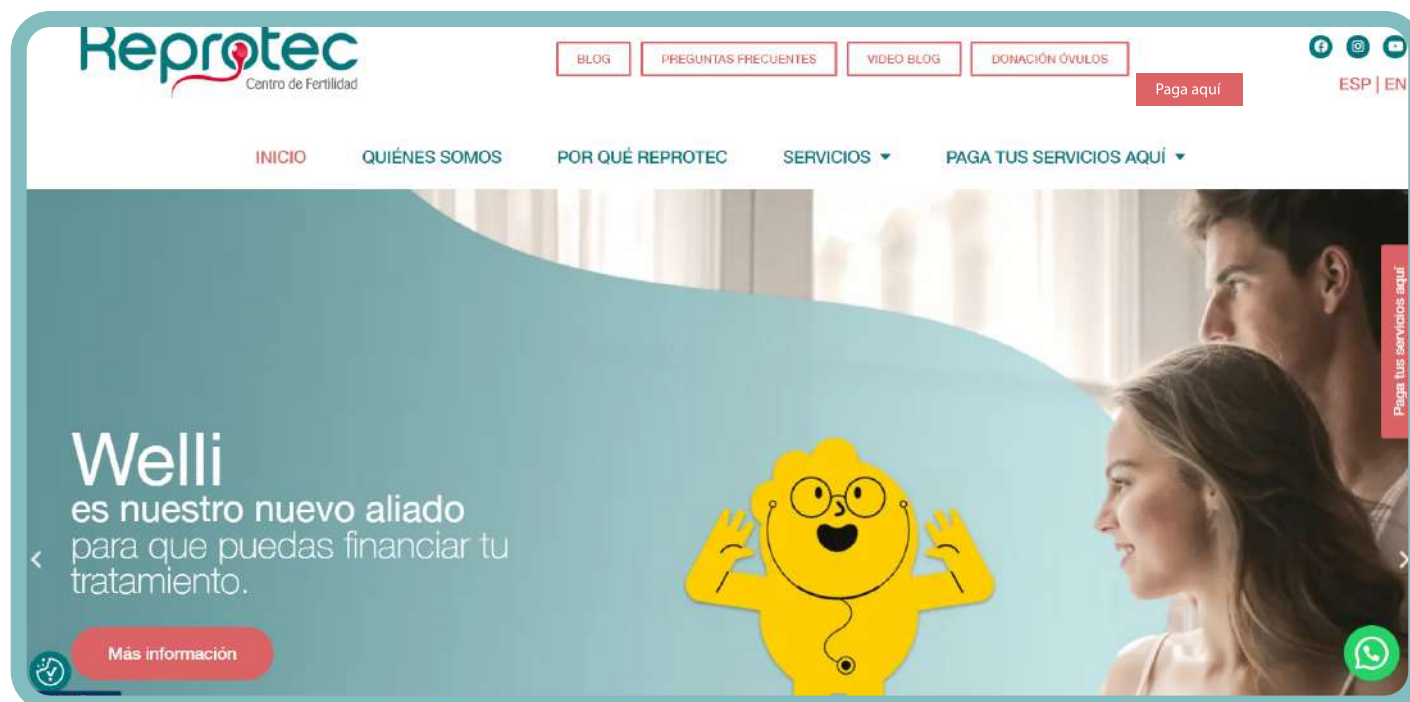 Reprotec
Centro de Fertilidad
BLOG
PREGUNTAS FRECUENTES
VIDEO BLOG
DONACIÓN ÓVULOS
Paga aquí
ESP | EN
INICIO
QUIÉNES SOMOS
POR QUÉ REPROTEC
SERVICIOS
PAGA TUS SERVICIOS AQUÍ
Paga tus servicios aquí
Welli
es nuestro nuevo aliado
para que puedas financiar tu
tratamiento.
Más información